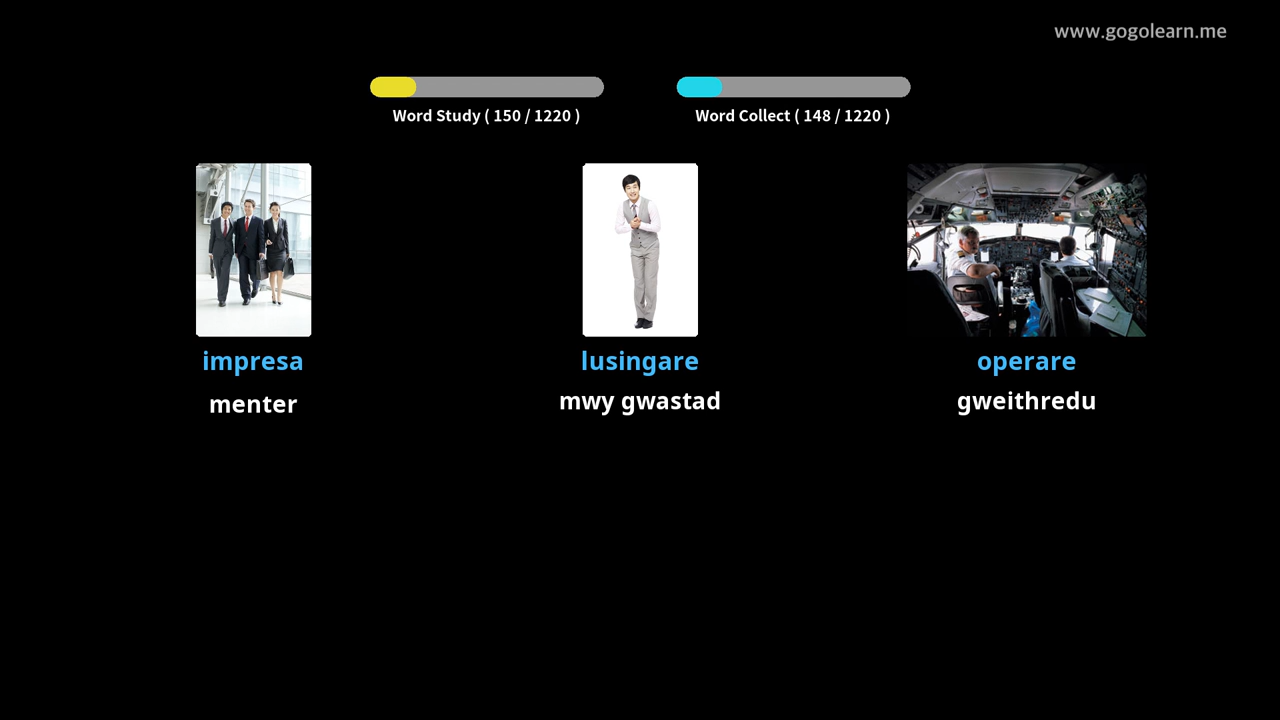 www.gogolearn.me
Word Study ( 150 / 1220 )
Word Collect ( 148 / 1220 )
impresa
menter
lusingare
mwy gwastad
operare
gweithredu